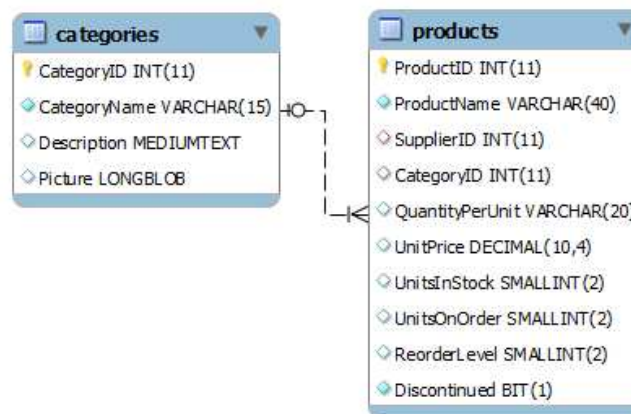 categories
CategoryID INT(11)
CategoryName VARCHAR(15)
Description MEDIUMTEXT
Picture LONGBLOB
products
ProductID INT(11)
ProductName VARCHAR(40)
SupplierID INT(11)
CategoryID INT(11)
QuantityPerUnit VARCHAR(20)
UnitPrice DECIMAL(10,4)
UnitsInStock SMALLINT(2)
UnitsOnOrder SMALLINT(2)
ReorderLevel SMALLINT(2)
Discontinued BIT(1)